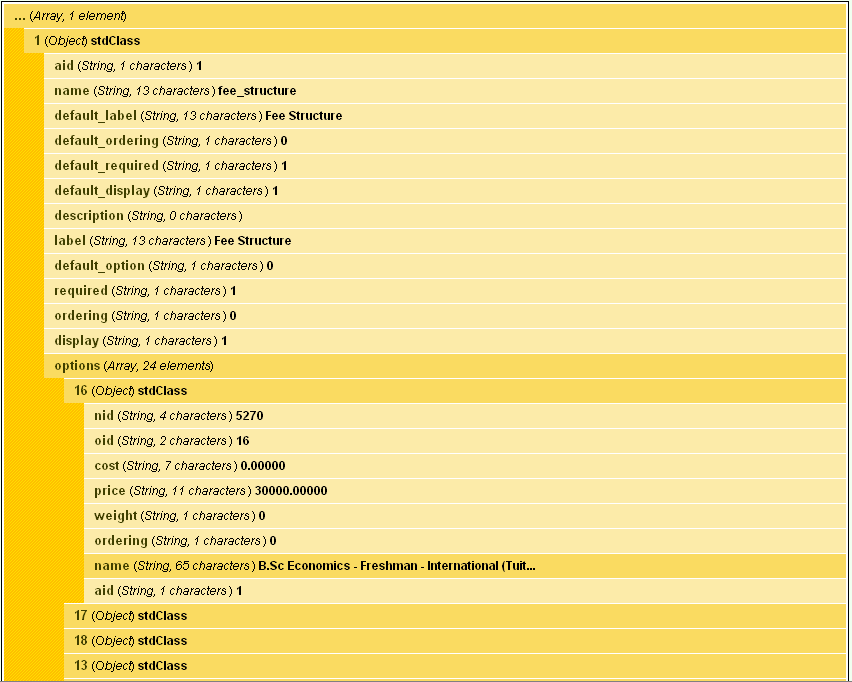 ... (Array, 1 element)
1 (Object) stdClass
aid (String, 1 characters ) 1
name (String, 13 characters ) fee_structure
default_label (String, 13 characters ) Fee Structure
default_ordering (String, 1 characters ) 0
default_required (String, 1 characters ) 1
default_display (String, 1 characters ) 1
description (String, 0 characters )
label (String, 13 characters ) Fee Structure
default_option (String, 1 characters ) 0
required (String, 1 characters ) 1
ordering (String, 1 characters ) 0
display (String, 1 characters ) 1
options (Array, 24 elements)
16 (Object) stdClass
nid (String, 4 characters ) 5270
oid (String, 2 characters ) 16
cost (String, 7 characters ) 0.00000
price (String, 11 characters ) 30000.00000
weight (String, 1 characters ) 0
ordering (String, 1 characters ) 0
name (String, 65 characters ) B.Sc Economics - Freshman - International (Tuit...
aid (String, 1 characters ) 1
17 (Object) stdClass
18 (Object) stdClass
13 (Object) stdClass